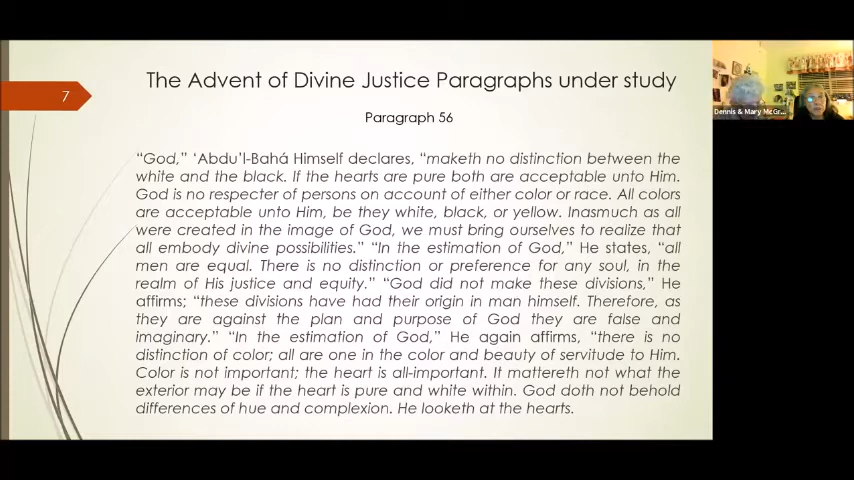 7
The Advent of Divine Justice Paragraphs under study
Paragraph 56
“God,” ‘Abdu’l-Bahá Himself declares, “maketh no distinction between the
white and the black. If the hearts are pure both are acceptable unto Him.
God is no respecter of persons on account of either color or race. All colors
are acceptable unto Him, be they white, black, or yellow. Inasmuch as all
were created in the image of God, we must bring ourselves to realize that
all embody divine possibilities.” “In the estimation of God,” He states, “all
men are equal. There is no distinction or preference for any soul, in the
realm of His justice and equity.” “God did not make these divisions,” He
affirms; “these divisions have had their origin in man himself. Therefore, as
they are against the plan and purpose of God they are false and
imaginary.” “In the estimation of God,” He again affirms, “there is no
distinction of color; all are one in the color and beauty of servitude to Him.
Color is not important; the heart is all-important. It mattereth not what the
exterior may be if the heart is pure and white within. God doth not behold
differences of hue and complexion. He looketh at the hearts.
Dennis & Mary McGr...